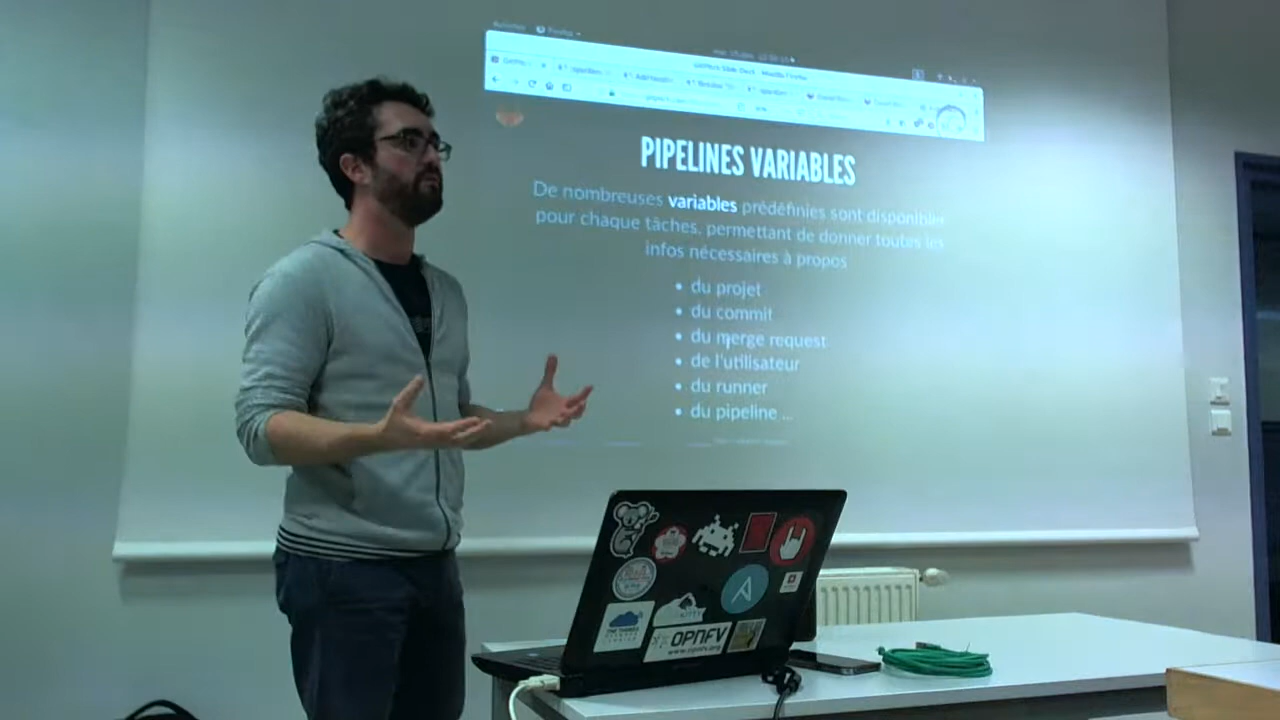 PIPELINES VARIABLES
De nombreuses variables prédéfinies sont disponibles
pour chaque tâches, permettant de donner toutes les
infos nécessaires à propos
• du projet
• du commit
• du merge request
• de l'utilisateur
• du runner
• du pipeline ...
OPNFV
www.opnfv.org